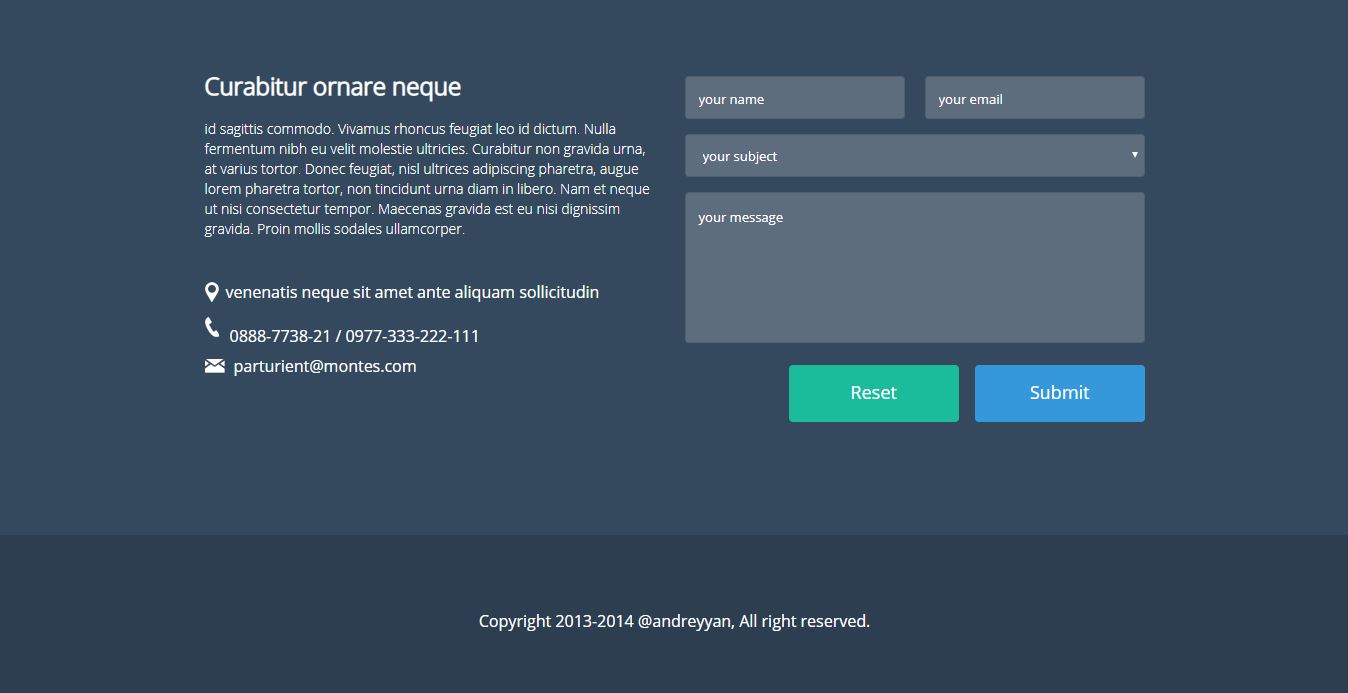 Curabitur ornare neque
id sagittis commodo. Vivamus rhoncus feugiat leo id dictum. Nulla
fermentum nibh eu velit molestie ultricies. Curabitur non gravida urna,
at varius tortor. Donec feugiat, nisl ultrices adipiscing pharetra, augue
lorem pharetra tortor, non tincidunt urna diam in libero. Nam et neque
ut nisi consectetur tempor. Maecenas gravida est eu nisi dignissim
gravida. Proin mollis sodales ullamcorper.
venenatis neque sit amet ante aliquam sollicitudin
0888-7738-21 / 0977-333-222-111
parturient@montes.com
your name
your email
your subject
your message
Reset
Submit
Copyright 2013-2014 @andreyyan, All right reserved.